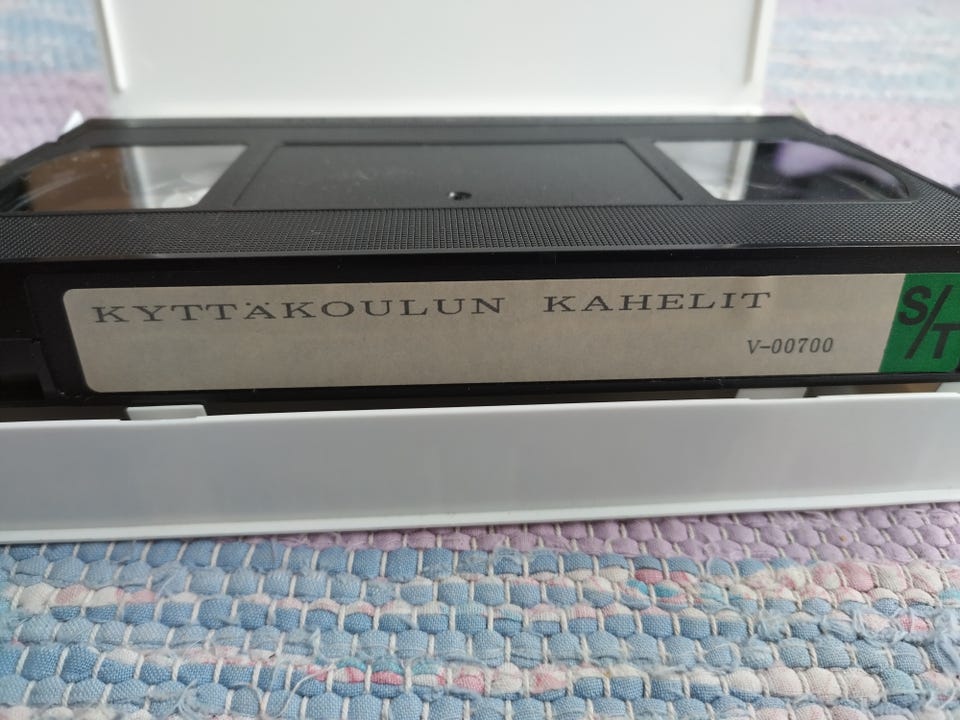 KYTTÄKOULUN KAHELIT
V-00700
S/T